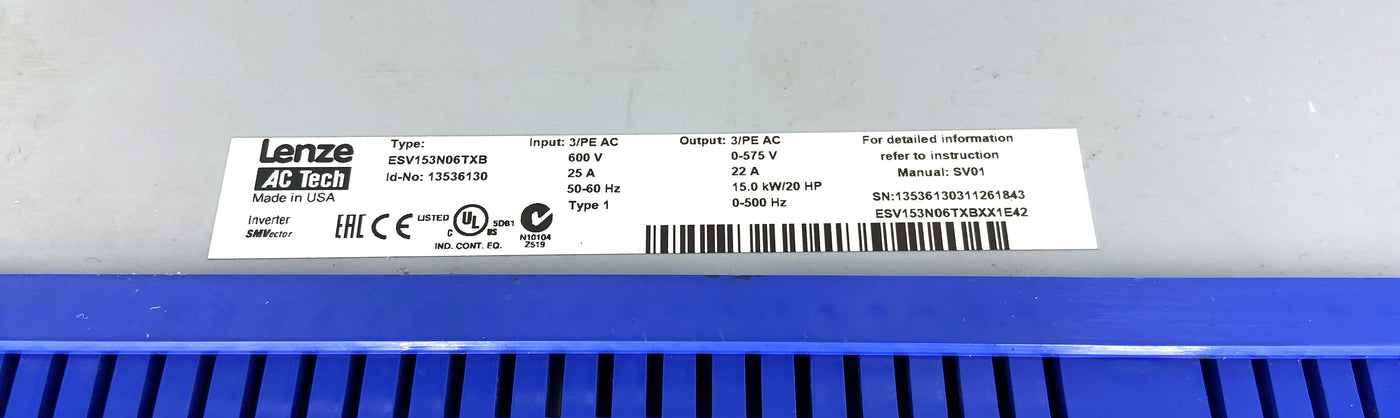 Lenze
AC Tech
Made in USA
Inverter
SMVector
Type:
ESV153N06TXB
Id-No: 13536130
EAC CE LISTED UL 5D81
C US
IND. CONT. EQ.
N10104
Z519
Input: 3/PE AC
600 V
25 A
50-60 Hz
Type 1
Output: 3/PE AC
0-575 V
22 A
15.0 kW/20 HP
0-500 Hz
For detailed information
refer to instruction
Manual: SV01
SN:13536130311261843
ESV153N06TXBXX1E42